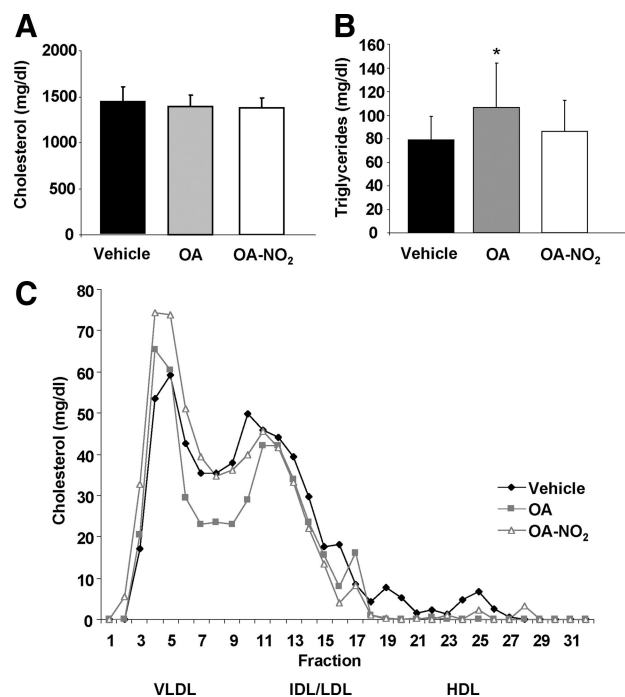 A
Cholesterol (mg/dl)
2000
1500
1000
500
0
Vehicle OA OA-NO₂
B
Triglycerides (mg/dl)
160
140
120
100
80
60
40
20
0
*
Vehicle OA OA-NO₂
C
Cholesterol (mg/dl)
80
70
60
50
40
30
20
10
0
Vehicle
OA
OA-NO₂
1 3 5 7 9 11 13 15 17 19 21 23 25 27 29 31
Fraction
VLDL IDL/LDL HDL